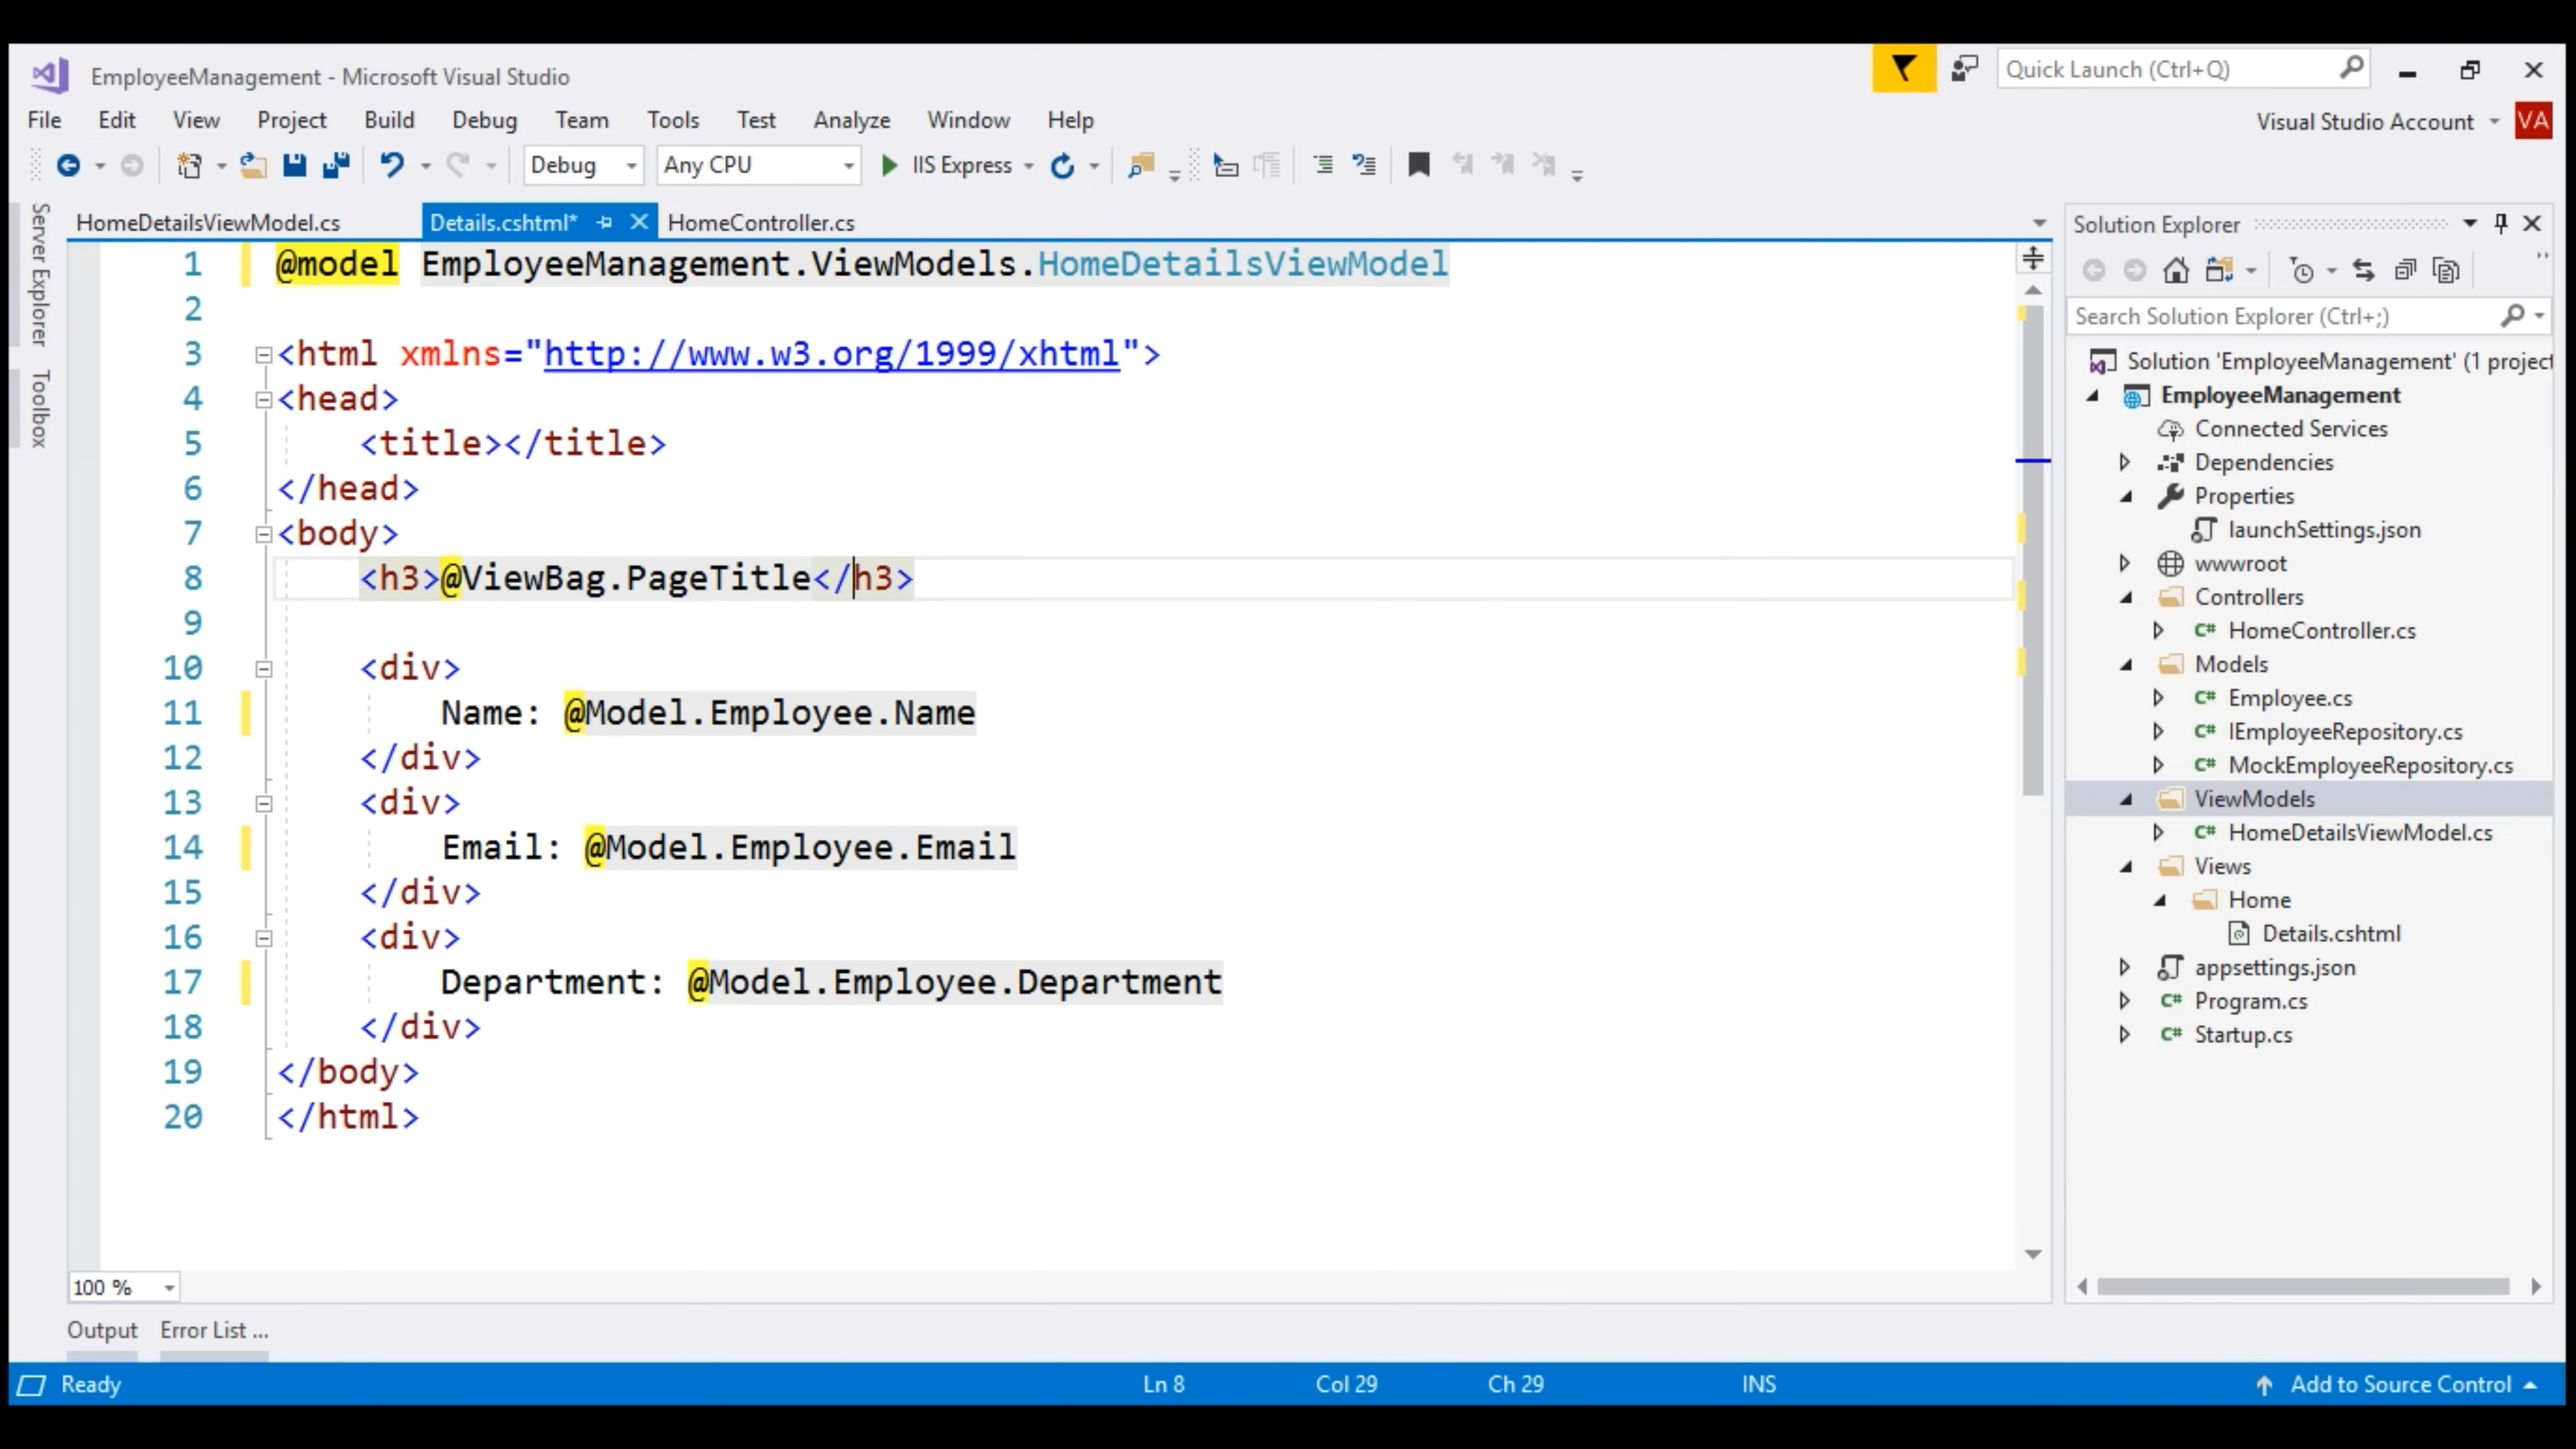 EmployeeManagement - Microsoft Visual Studio
Quick Launch (Ctrl+Q)
File Edit View Project Build Debug Team Tools Test Analyze Window Help
Visual Studio Account VA
Debug Any CPU IIS Express
Server Explorer
Toolbox
HomeDetailsViewModel.cs Details.cshtml* HomeController.cs
1 @model EmployeeManagement.ViewModels.HomeDetailsViewModel
2
3 <html xmlns="http://www.w3.org/1999/xhtml">
4 <head>
5 <title></title>
6 </head>
7 <body>
8 <h3>@ViewBag.PageTitle</h3>
9
10 <div>
11 Name: @Model.Employee.Name
12 </div>
13 <div>
14 Email: @Model.Employee.Email
15 </div>
16 <div>
17 Department: @Model.Employee.Department
18 </div>
19 </body>
20 </html>
100 %
Solution Explorer
Search Solution Explorer (Ctrl+;)
Solution 'EmployeeManagement' (1 project
EmployeeManagement
Connected Services
Dependencies
Properties
launchSettings.json
wwwroot
Controllers
C# HomeController.cs
Models
C# Employee.cs
C# IEmployeeRepository.cs
C# MockEmployeeRepository.cs
ViewModels
C# HomeDetailsViewModel.cs
Views
Home
Details.cshtml
appsettings.json
C# Program.cs
C# Startup.cs
Output Error List ...
Ready Ln 8 Col 29 Ch 29 INS Add to Source Control